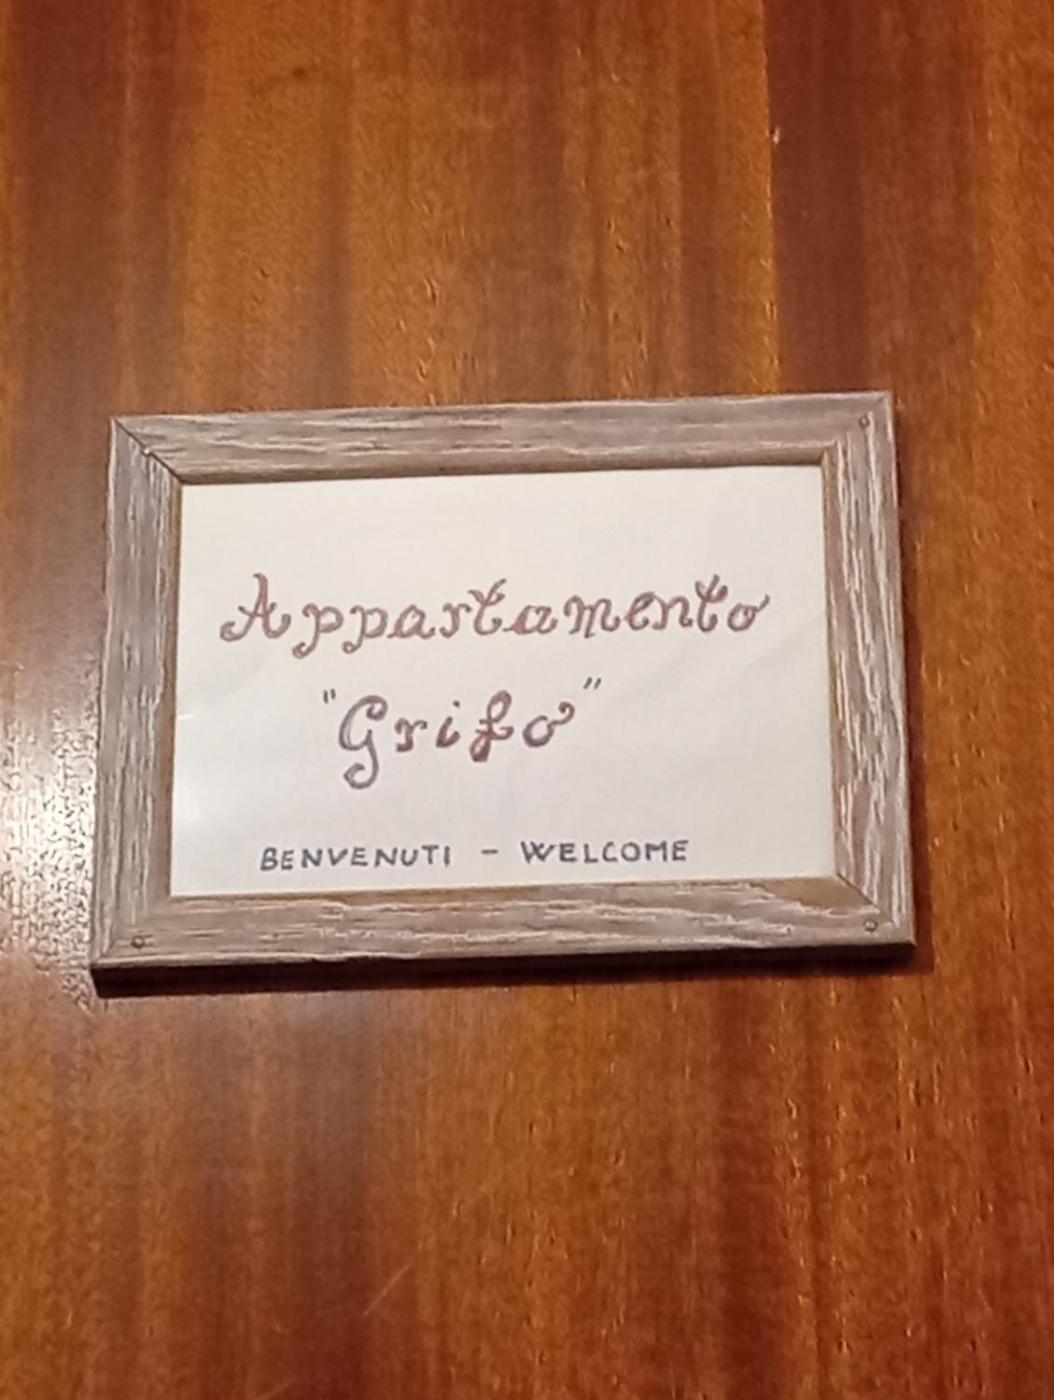 Appartamento
"Grifo"
BENVENUTI - WELCOME